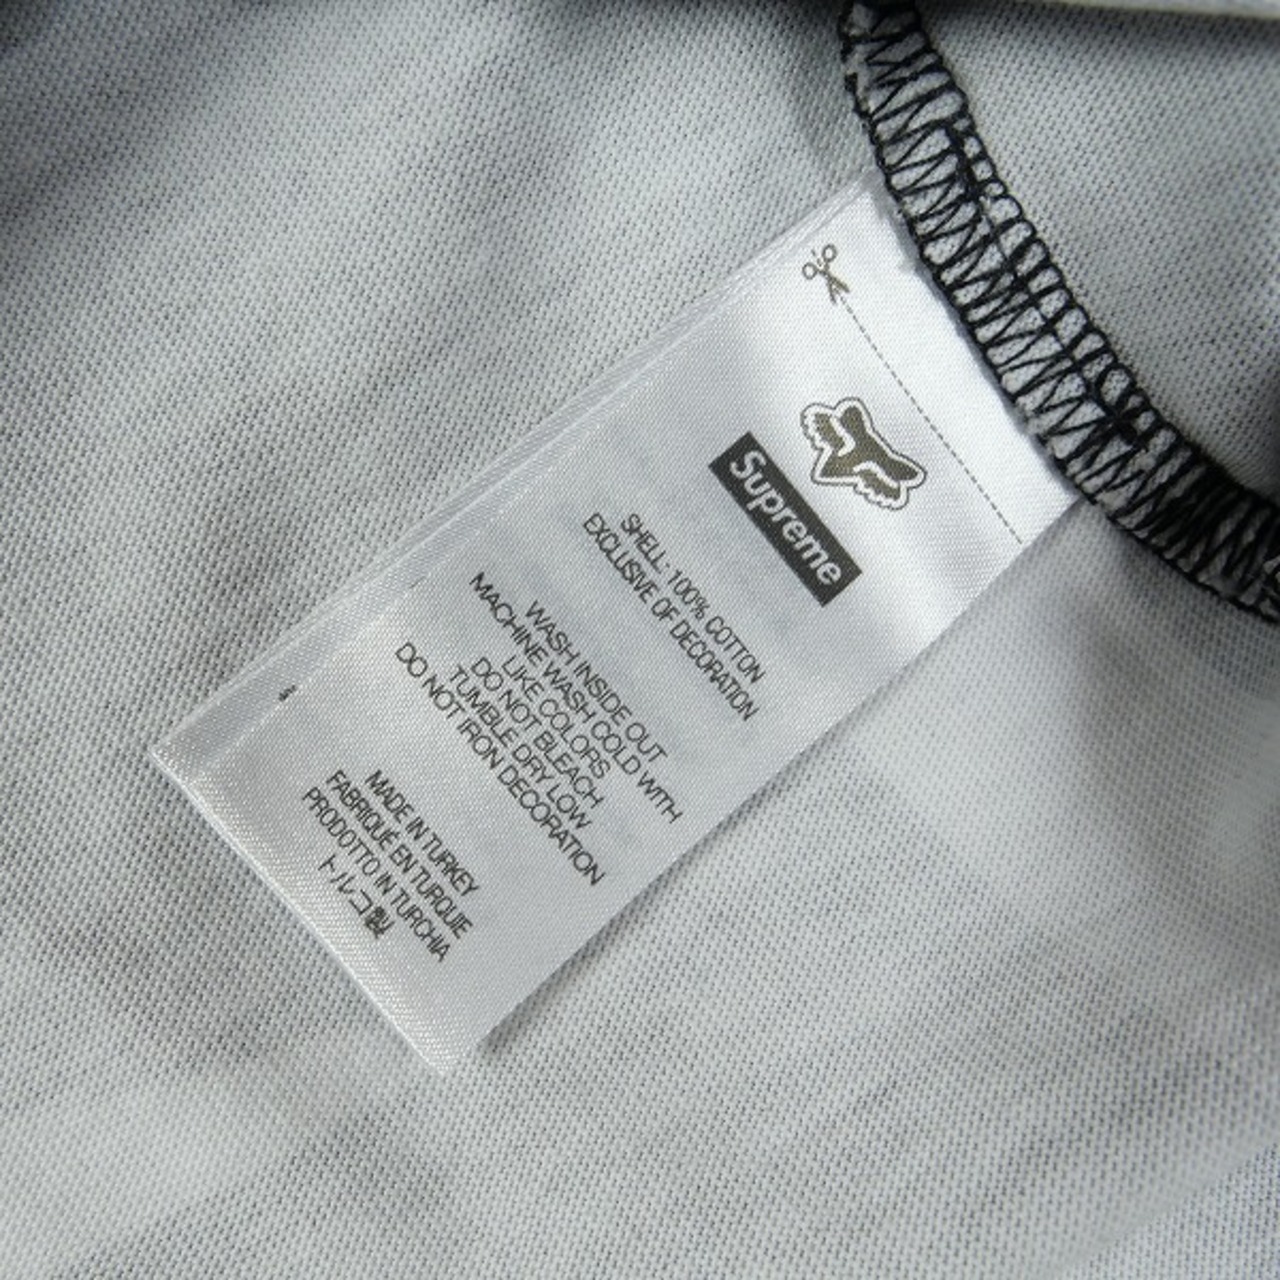 Supreme
SHELL: 100% COTTON
EXCLUSIVE OF DECORATION
WASH INSIDE OUT
MACHINE WASH COLD WITH
LIKE COLORS
DO NOT BLEACH
TUMBLE DRY LOW
DO NOT IRON DECORATION
MADE IN TURKEY
FABRIQUÉ EN TURQUIE
PRODOTTO IN TURCHIA
トルコ製